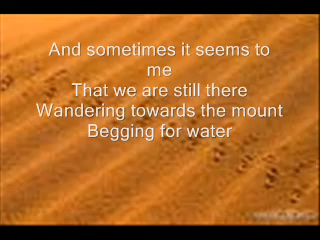 And sometimes it seems to
me
That we are still there
Wandering towards the mount
Begging for water